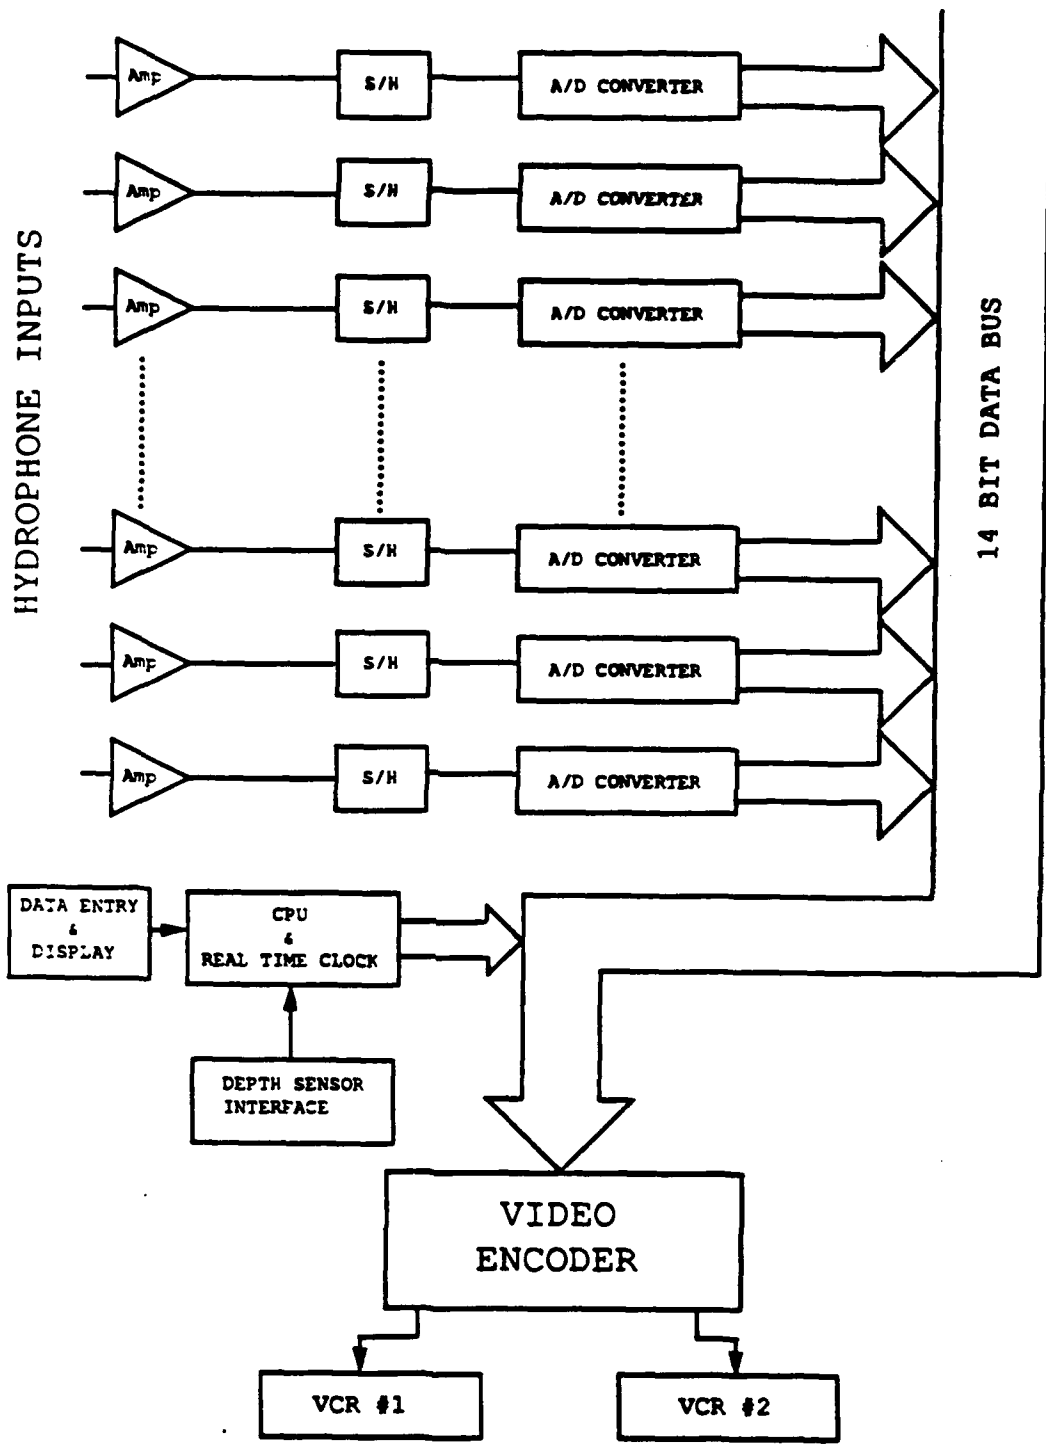 HYDROPHONE INPUTS
Amp
S/H
A/D CONVERTER
Amp
S/H
A/D CONVERTER
Amp
S/H
A/D CONVERTER
Amp
S/H
A/D CONVERTER
Amp
S/H
A/D CONVERTER
Amp
S/H
A/D CONVERTER
14 BIT DATA BUS
DATA ENTRY
&
DISPLAY
CPU
&
REAL TIME CLOCK
DEPTH SENSOR
INTERFACE
VIDEO
ENCODER
VCR #1
VCR #2